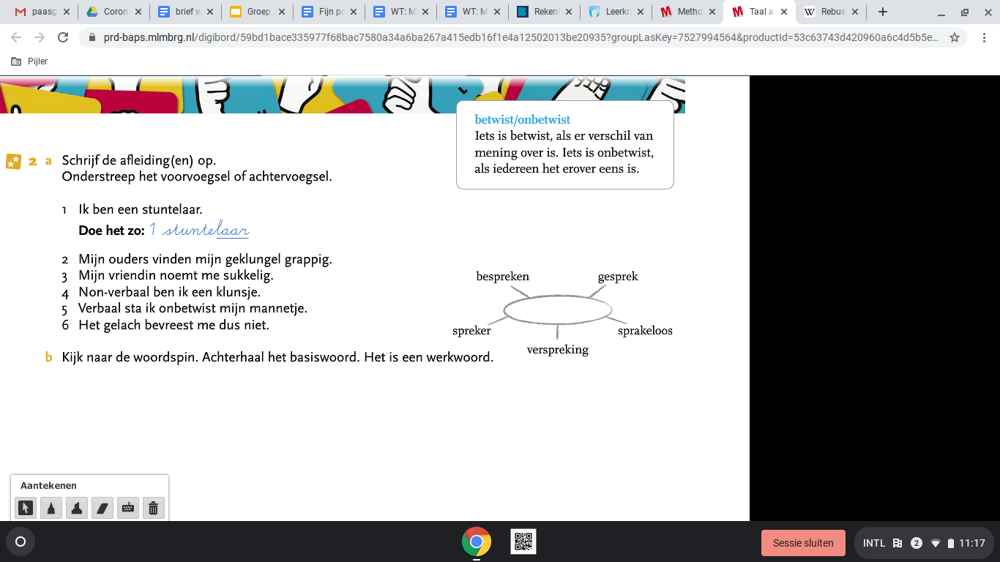 paasg
Coron
brief w
Groep
Fijn pa
WT: M
WT: M
Reken
Leerkr
Metho
Taal a
Rebus
prd-baps.mlmbrg.nl/digibord/59bd1bace335977f68bac7580a34a6ba267a415edb16f1e4a12502013be20935?groupLasKey=7527994564&productId=53c63743d420960a6c4d5b5e...
Pijler
betwist/onbetwist
Iets is betwist, als er verschil van
mening over is. Iets is onbetwist,
als iedereen het erover eens is.
2 a Schrijf de afleiding(en) op.
Onderstreep het voorvoegsel of achtervoegsel.
1 Ik ben een stuntelaar.
Doe het zo: 1 stuntelaar
2 Mijn ouders vinden mijn geklungel grappig.
3 Mijn vriendin noemt me sukkelig.
4 Non-verbaal ben ik een klunsje.
5 Verbaal sta ik onbetwist mijn mannetje.
6 Het gelach bevreest me dus niet.
bespreken gesprek
spreker sprakeloos
verspreking
b Kijk naar de woordspin. Achterhaal het basiswoord. Het is een werkwoord.
Aantekenen
Sessie sluiten
INTL 2 11:17